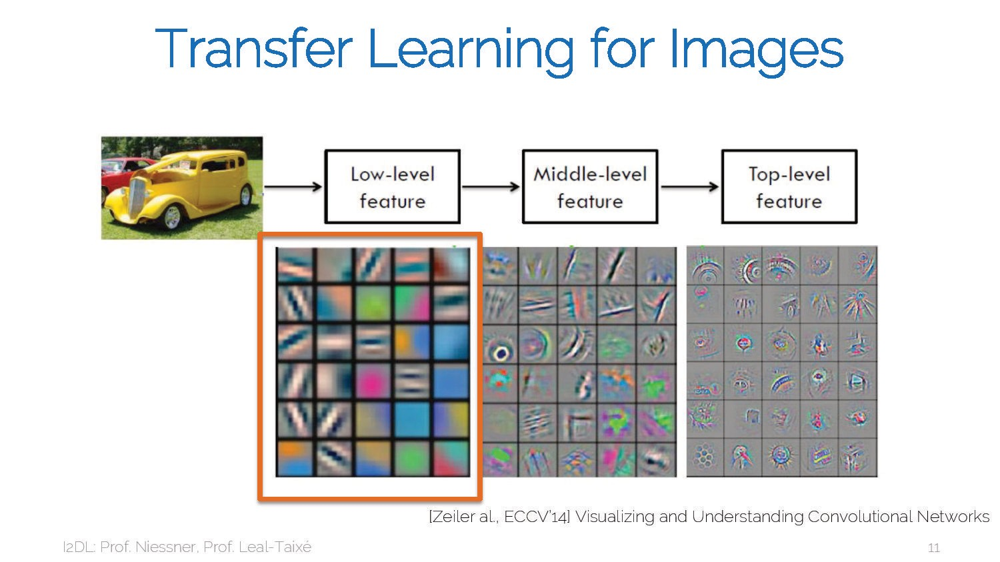 Transfer Learning for Images
Low-level
feature
Middle-level
feature
Top-level
feature
[Zeiler al., ECCV'14] Visualizing and Understanding Convolutional Networks
I2DL: Prof. Niessner, Prof. Leal-Taixé
11